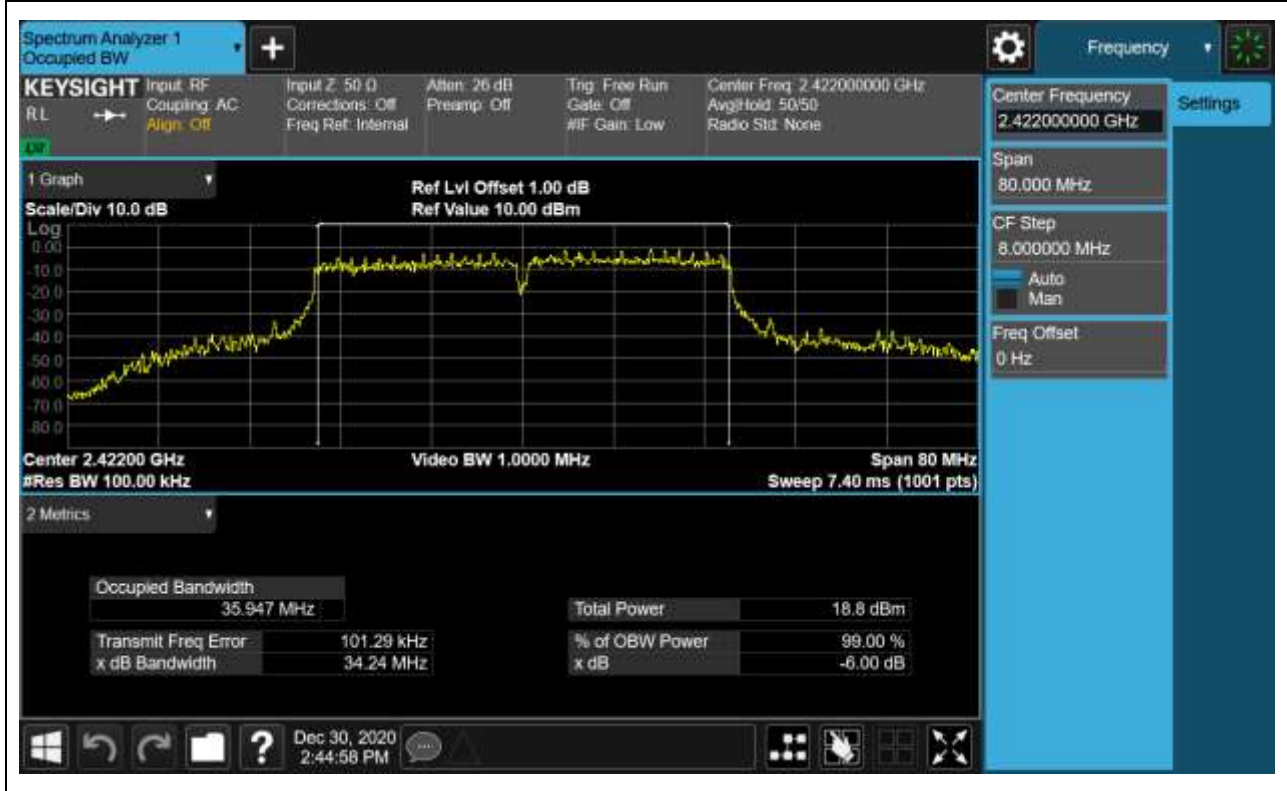 Spectrum Analyzer 1
Occupied BW
+
Frequency
KEYSIGHT
RL
Input: RF
Coupling: AC
Align: Off
Input Z: 50 Ω
Corrections: Off
Freq Ref: Internal
Atten: 26 dB
Preamp: Off
Trig: Free Run
Gate: Off
#IF Gain: Low
Center Freq: 2.422000000 GHz
Avg|Hold: 50/50
Radio Std: None
Center Frequency
2.422000000 GHz
Settings
Span
80.000 MHz
CF Step
8.000000 MHz
Auto
Man
Freq Offset
0 Hz
1 Graph
Scale/Div 10.0 dB
Ref Lvl Offset 1.00 dB
Ref Value 10.00 dBm
Log
0.00
-10.0
-20.0
-30.0
-40.0
-50.0
-60.0
-70.0
-80.0
Center 2.42200 GHz
#Res BW 100.00 kHz
Video BW 1.0000 MHz
Span 80 MHz
Sweep 7.40 ms (1001 pts)
2 Metrics
Occupied Bandwidth
35.947 MHz
Transmit Freq Error 101.29 kHz
x dB Bandwidth 34.24 MHz
Total Power 18.8 dBm
% of OBW Power 99.00 %
x dB -6.00 dB
?
Dec 30, 2020
2:44:58 PM